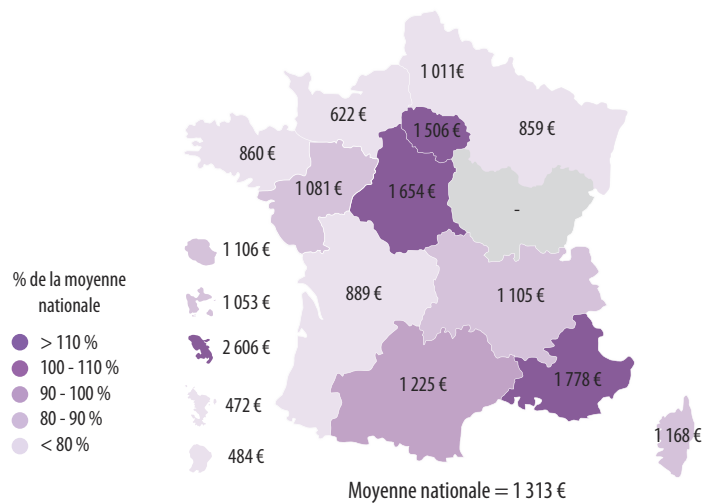 1 011€
622 €
1 506 €
859 €
860 €
1 081 €
1 654 €
-
1 106 €
1 053 €
889 €
1 105 €
% de la moyenne
nationale
> 110 %
100 - 110 %
90 - 100 %
80 - 90 %
< 80 %
2 606 €
1 225 €
1 778 €
472 €
484 €
1 168 €
Moyenne nationale = 1 313 €